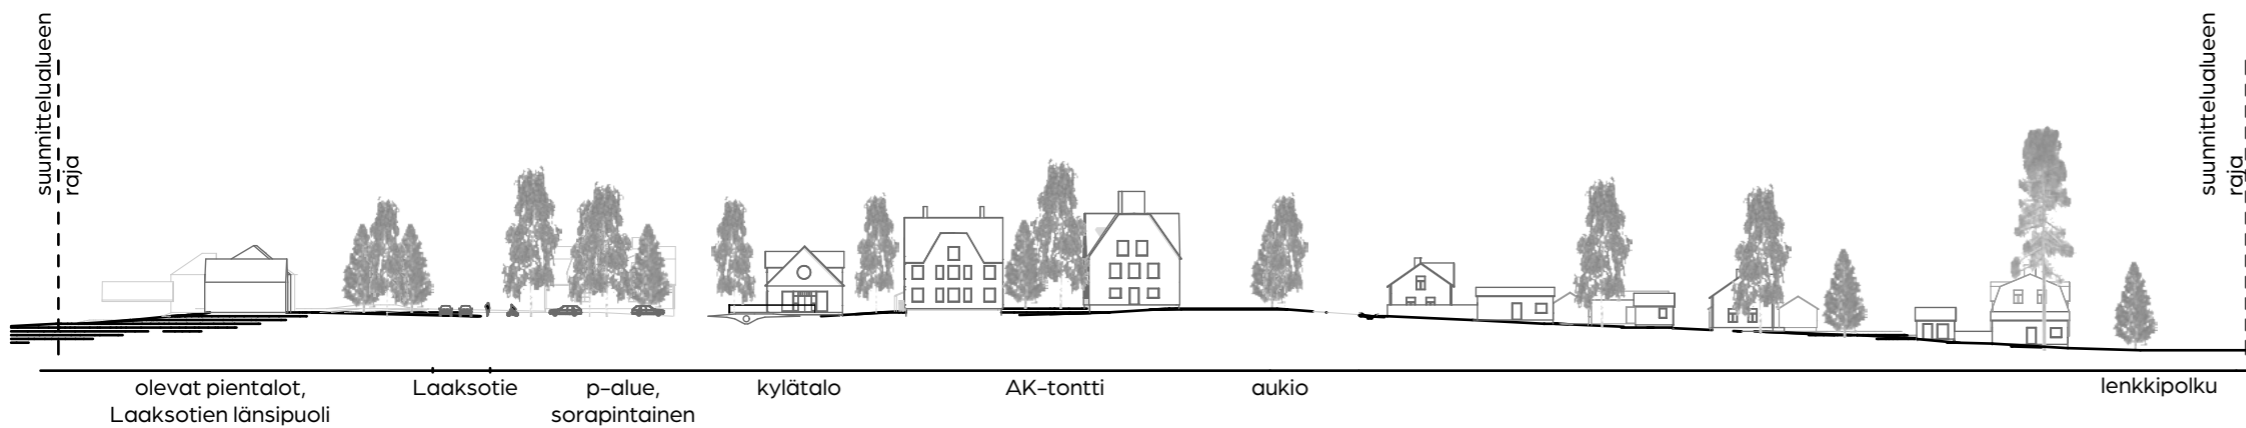 suunnittelualueen
raja
suunnittelualueen
raja
olevat pientalot,
Laaksotien länsipuoli
Laaksotie
p-alue,
sorapintainen
kylätalo
AK-tontti
aukio
lenkkipolku